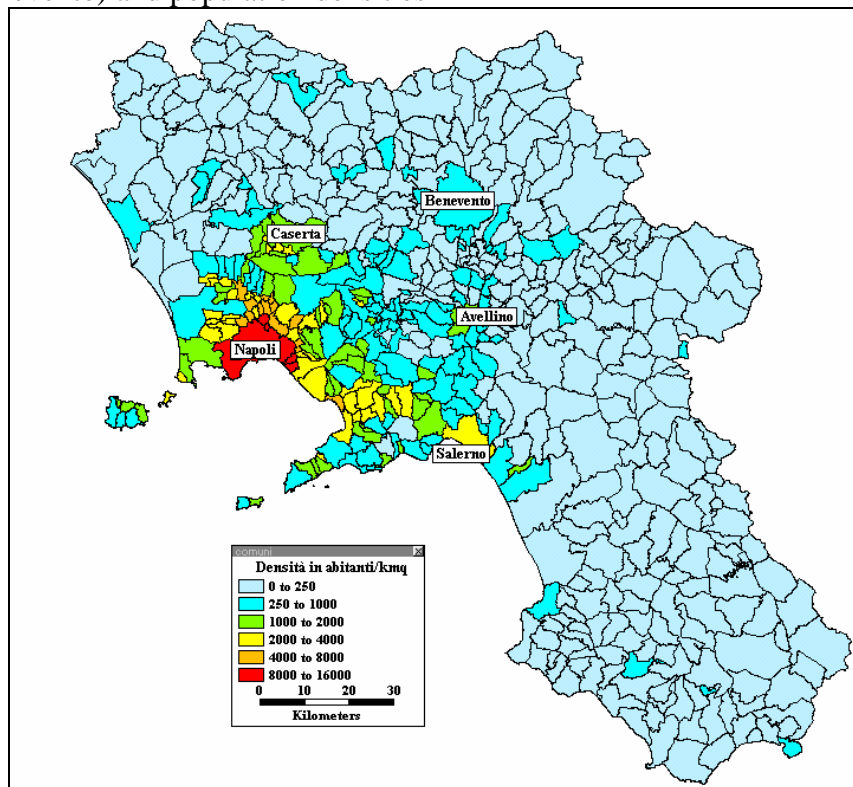 Benevento
Caserta
Avellino
Napoli
Salerno
comuni
Densità in abitanti/kmq
0 to 250
250 to 1000
1000 to 2000
2000 to 4000
4000 to 8000
8000 to 16000
0 10 20 30
Kilometers